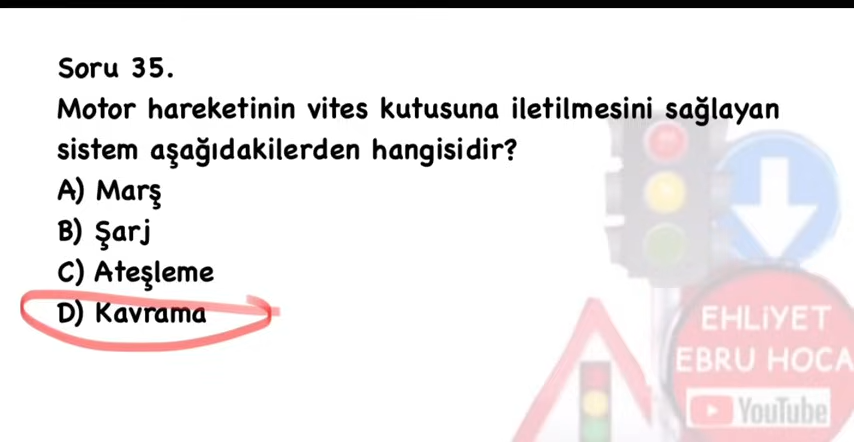 Soru 35.
Motor hareketinin vites kutusuna iletilmesini sağlayan
sistem aşağıdakilerden hangisidir?
A) Marş
B) Şarj
C) Ateşleme
D) Kavrama
EHLİYET
EBRU HOCA
YouTube